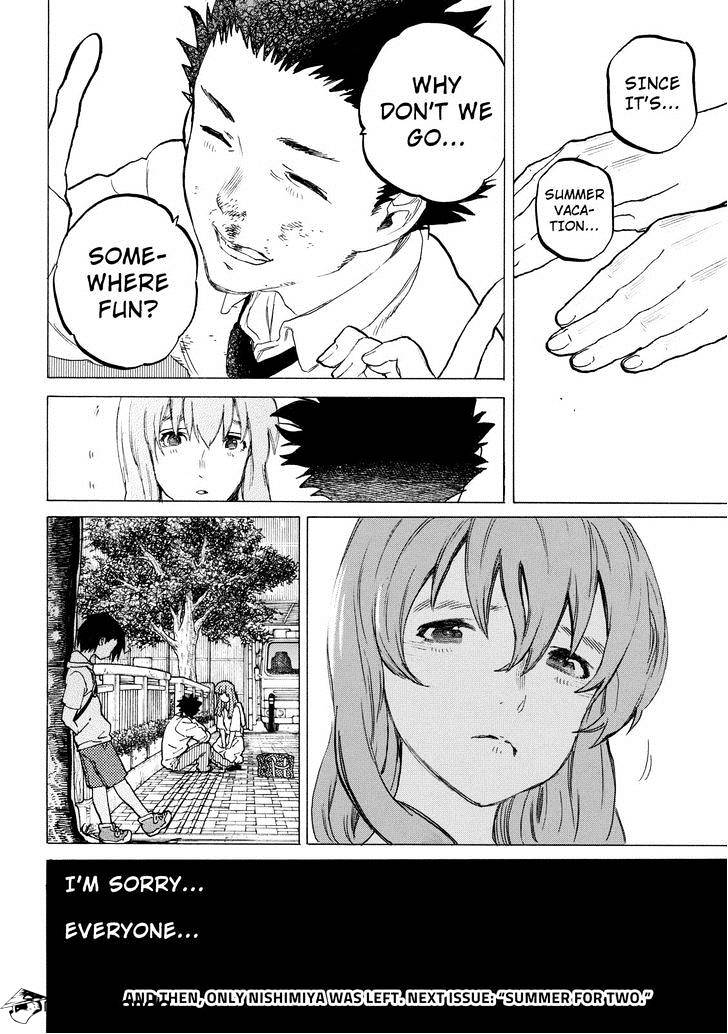 SINCE
IT'S...
SUMMER
VACA-
TION...
WHY
DON'T WE
GO...
SOME-
WHERE
FUN?
I'M SORRY...
EVERYONE...
AND THEN, ONLY NISHIMIYA WAS LEFT. NEXT ISSUE: "SUMMER FOR TWO."